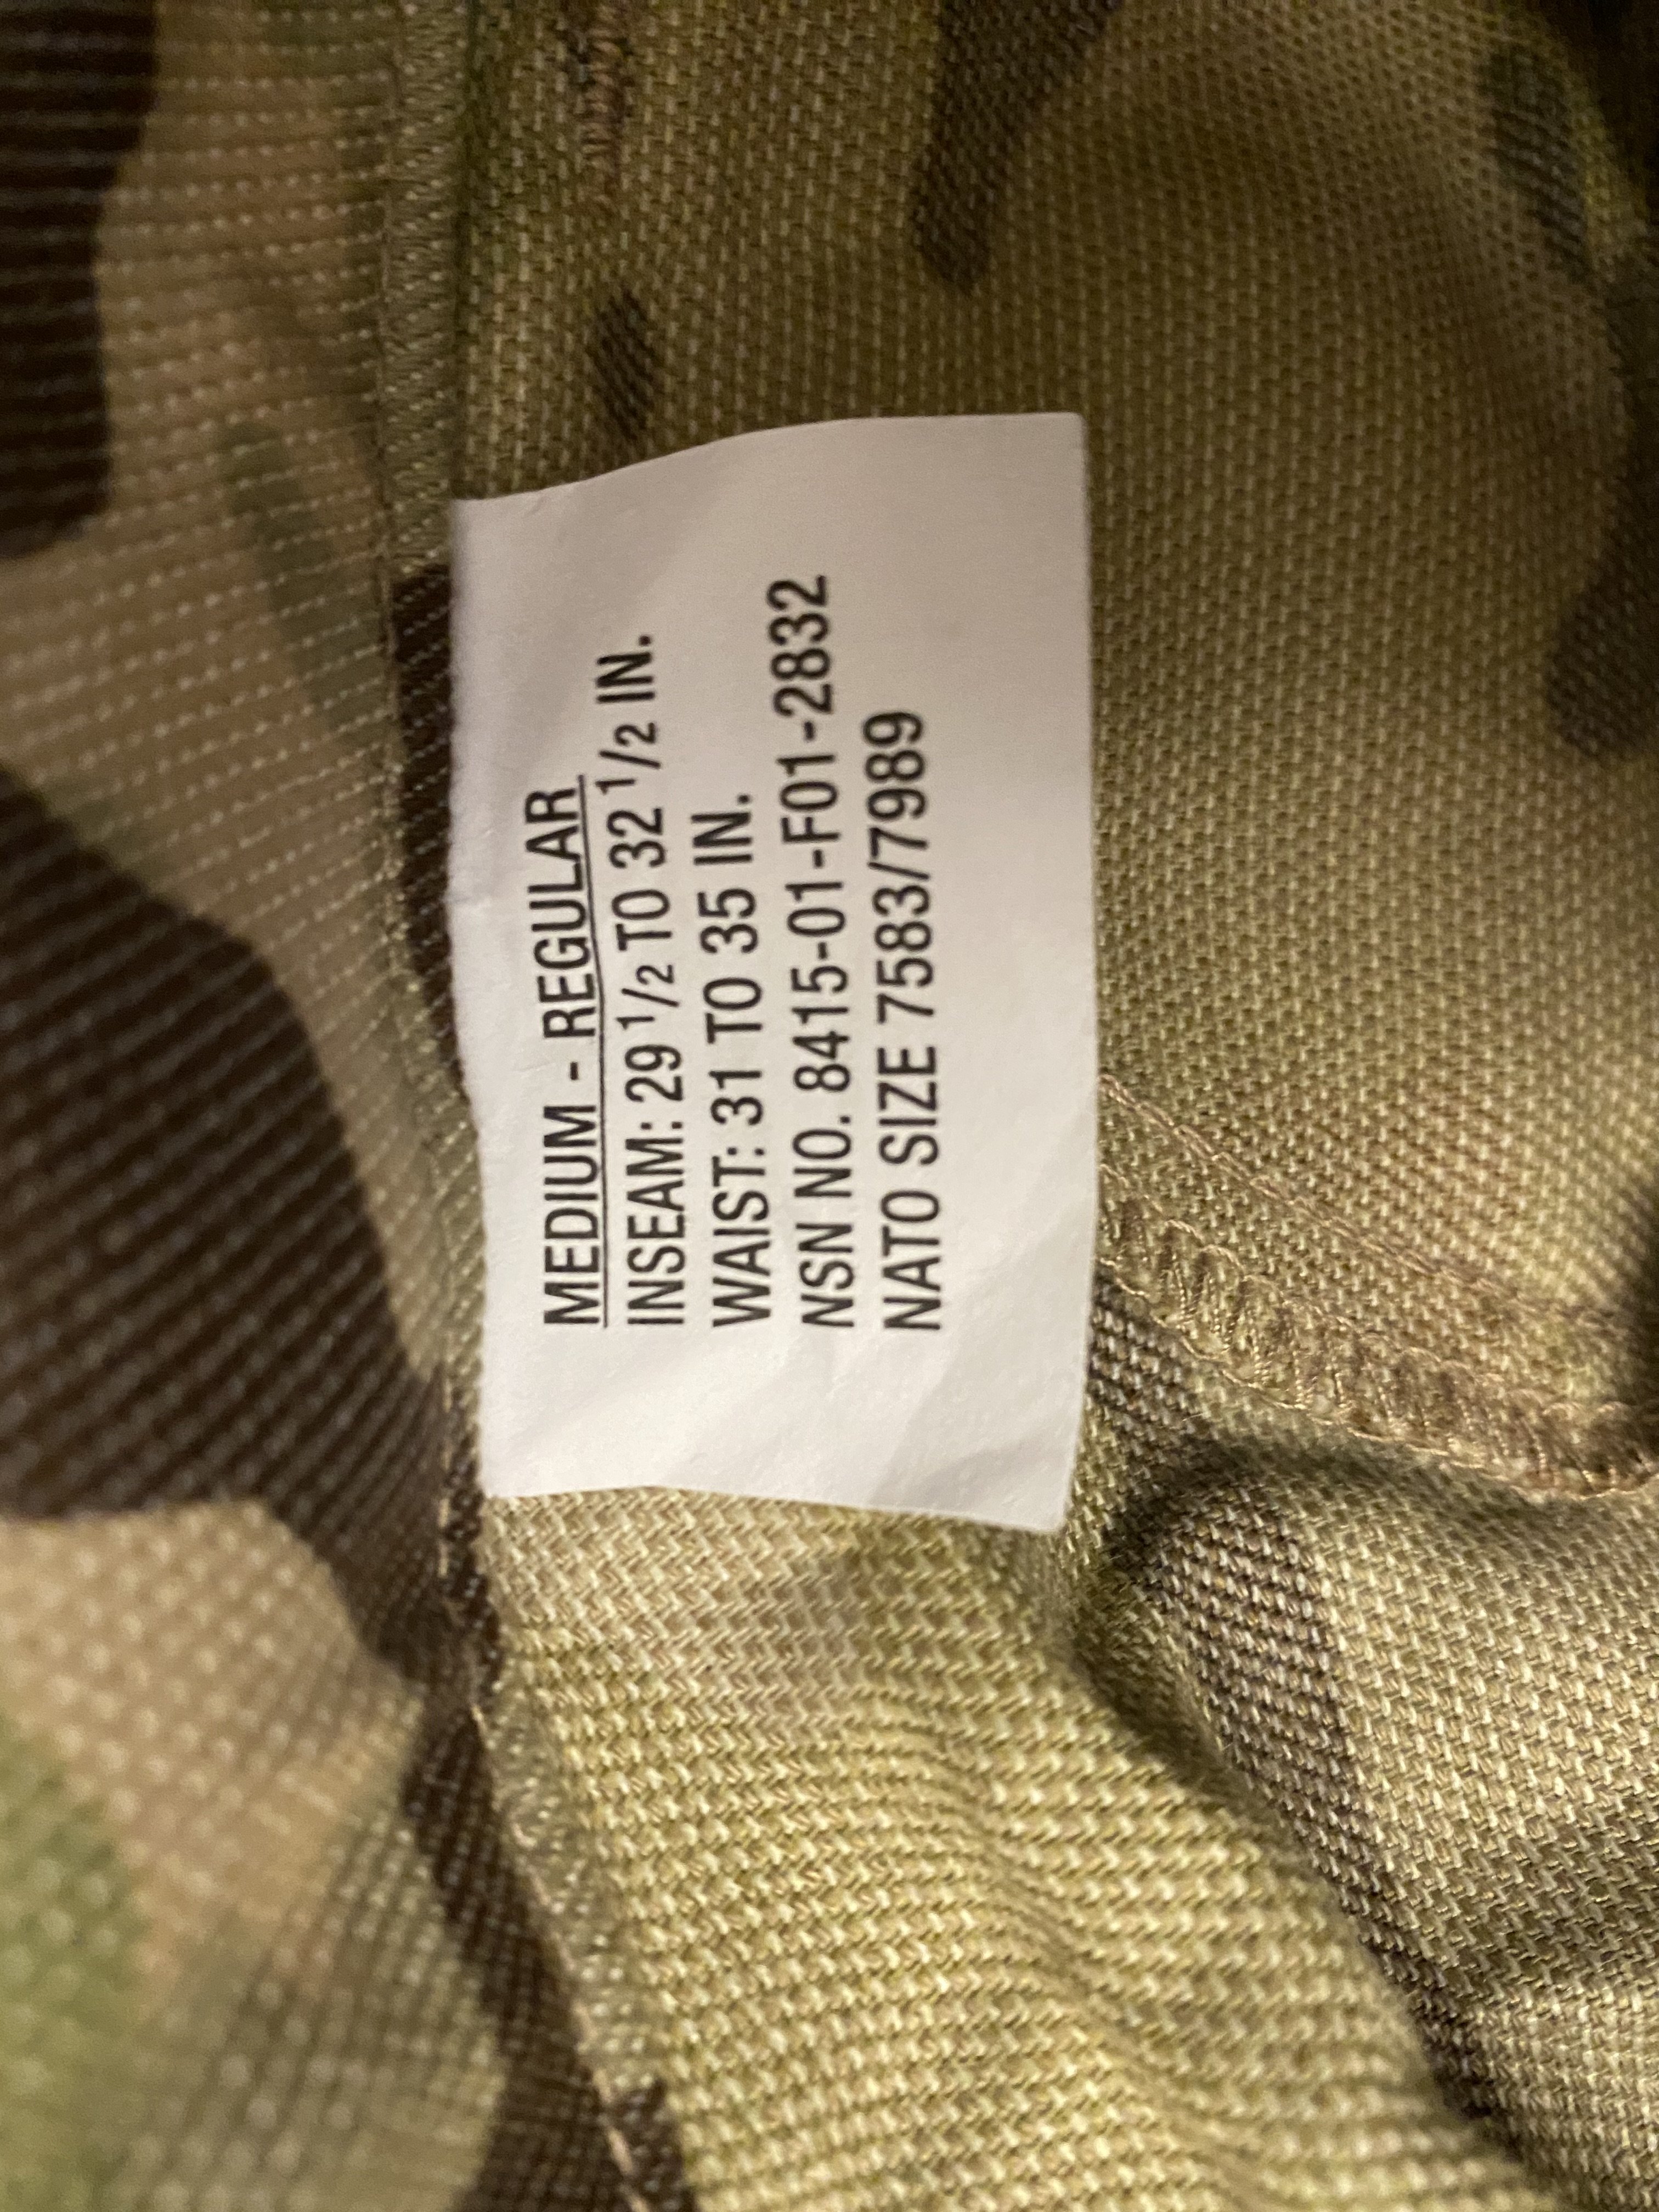 MEDIUM - REGULAR
INSEAM: 29 1/2 TO 32 1/2 IN.
WAIST: 31 TO 35 IN.
NSN NO. 8415-01-F01-2832
NATO SIZE 7583/7989